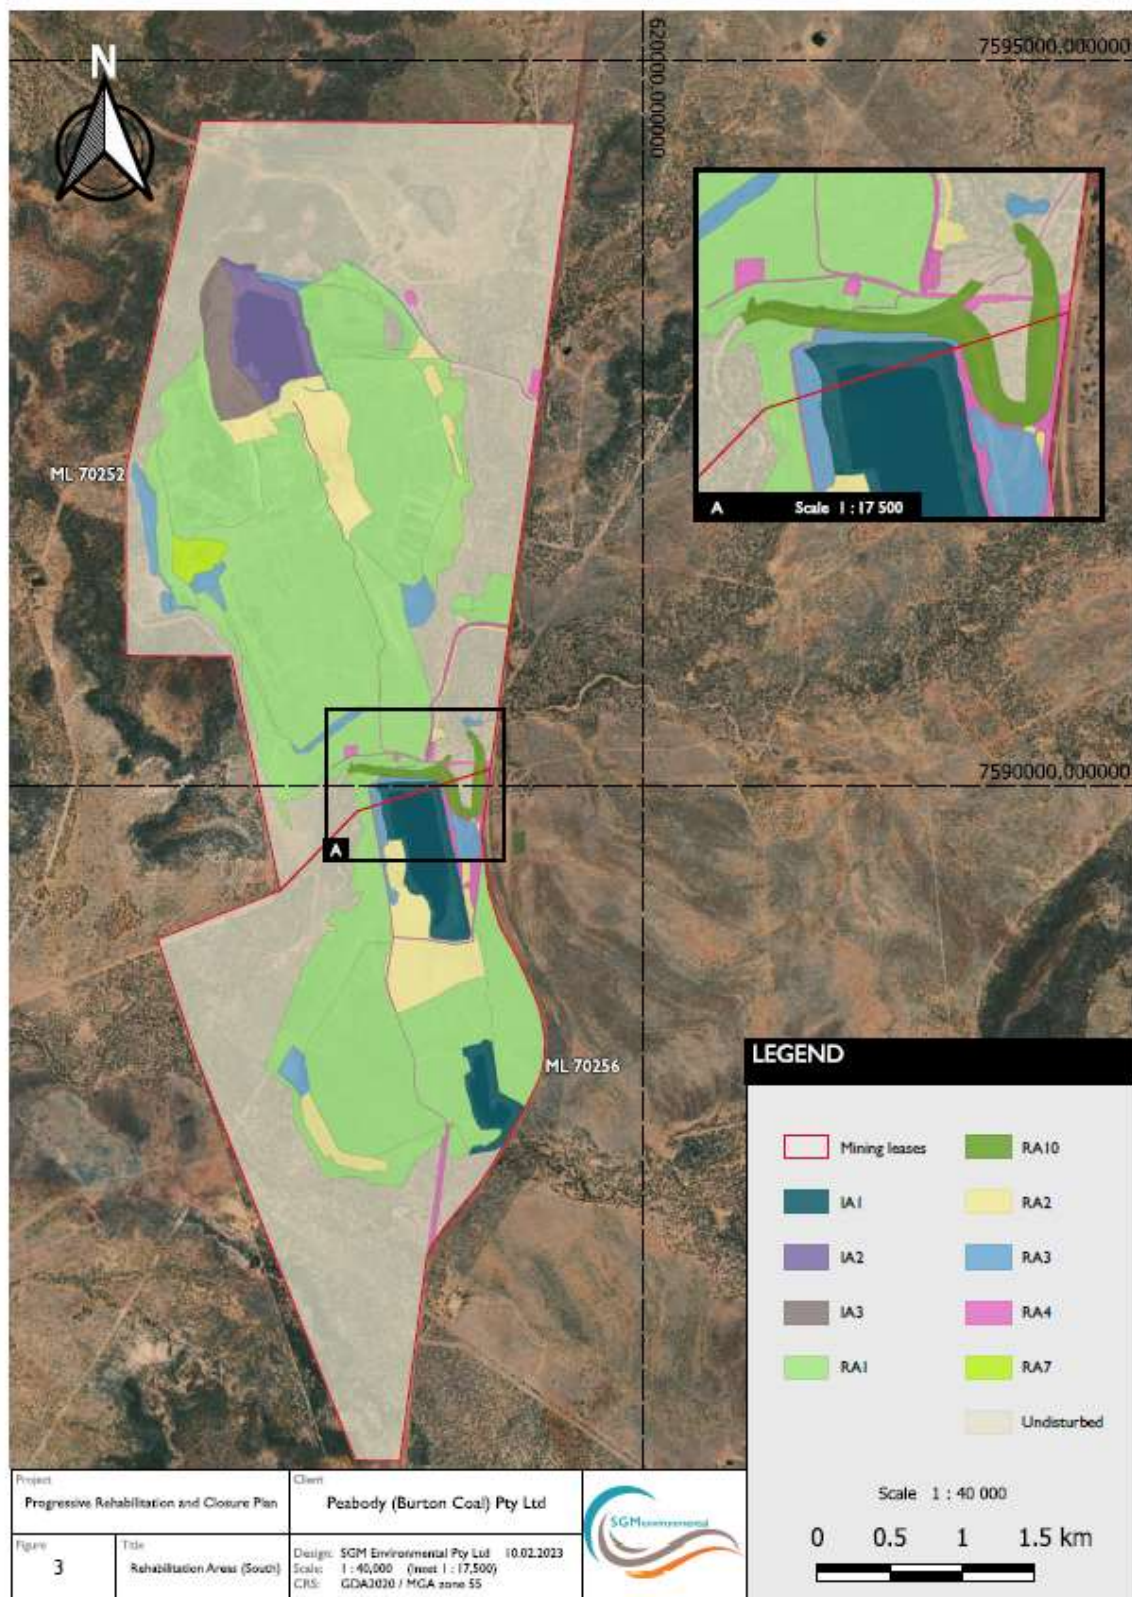 N
620000,000000
7595000,000000
A Scale 1 : 17 500
ML 70252
7590000,000000
A
ML 70256
LEGEND
Mining leases
IA1
IA2
IA3
RA1
RA10
RA2
RA3
RA4
RA7
Undisturbed
Scale 1 : 40 000
0 0.5 1 1.5 km
Project
Progressive Rehabilitation and Closure Plan
Client
Peabody (Burton Coal) Pty Ltd
Figure
3
Title
Rehabilitation Areas (South)
Design: SGM Environmental Pty Ltd 10.02.2023
Scale: 1 : 40,000 (Inset 1 : 17,500)
CRS: GDA2020 / MGA zone 55
SGMenvironmental